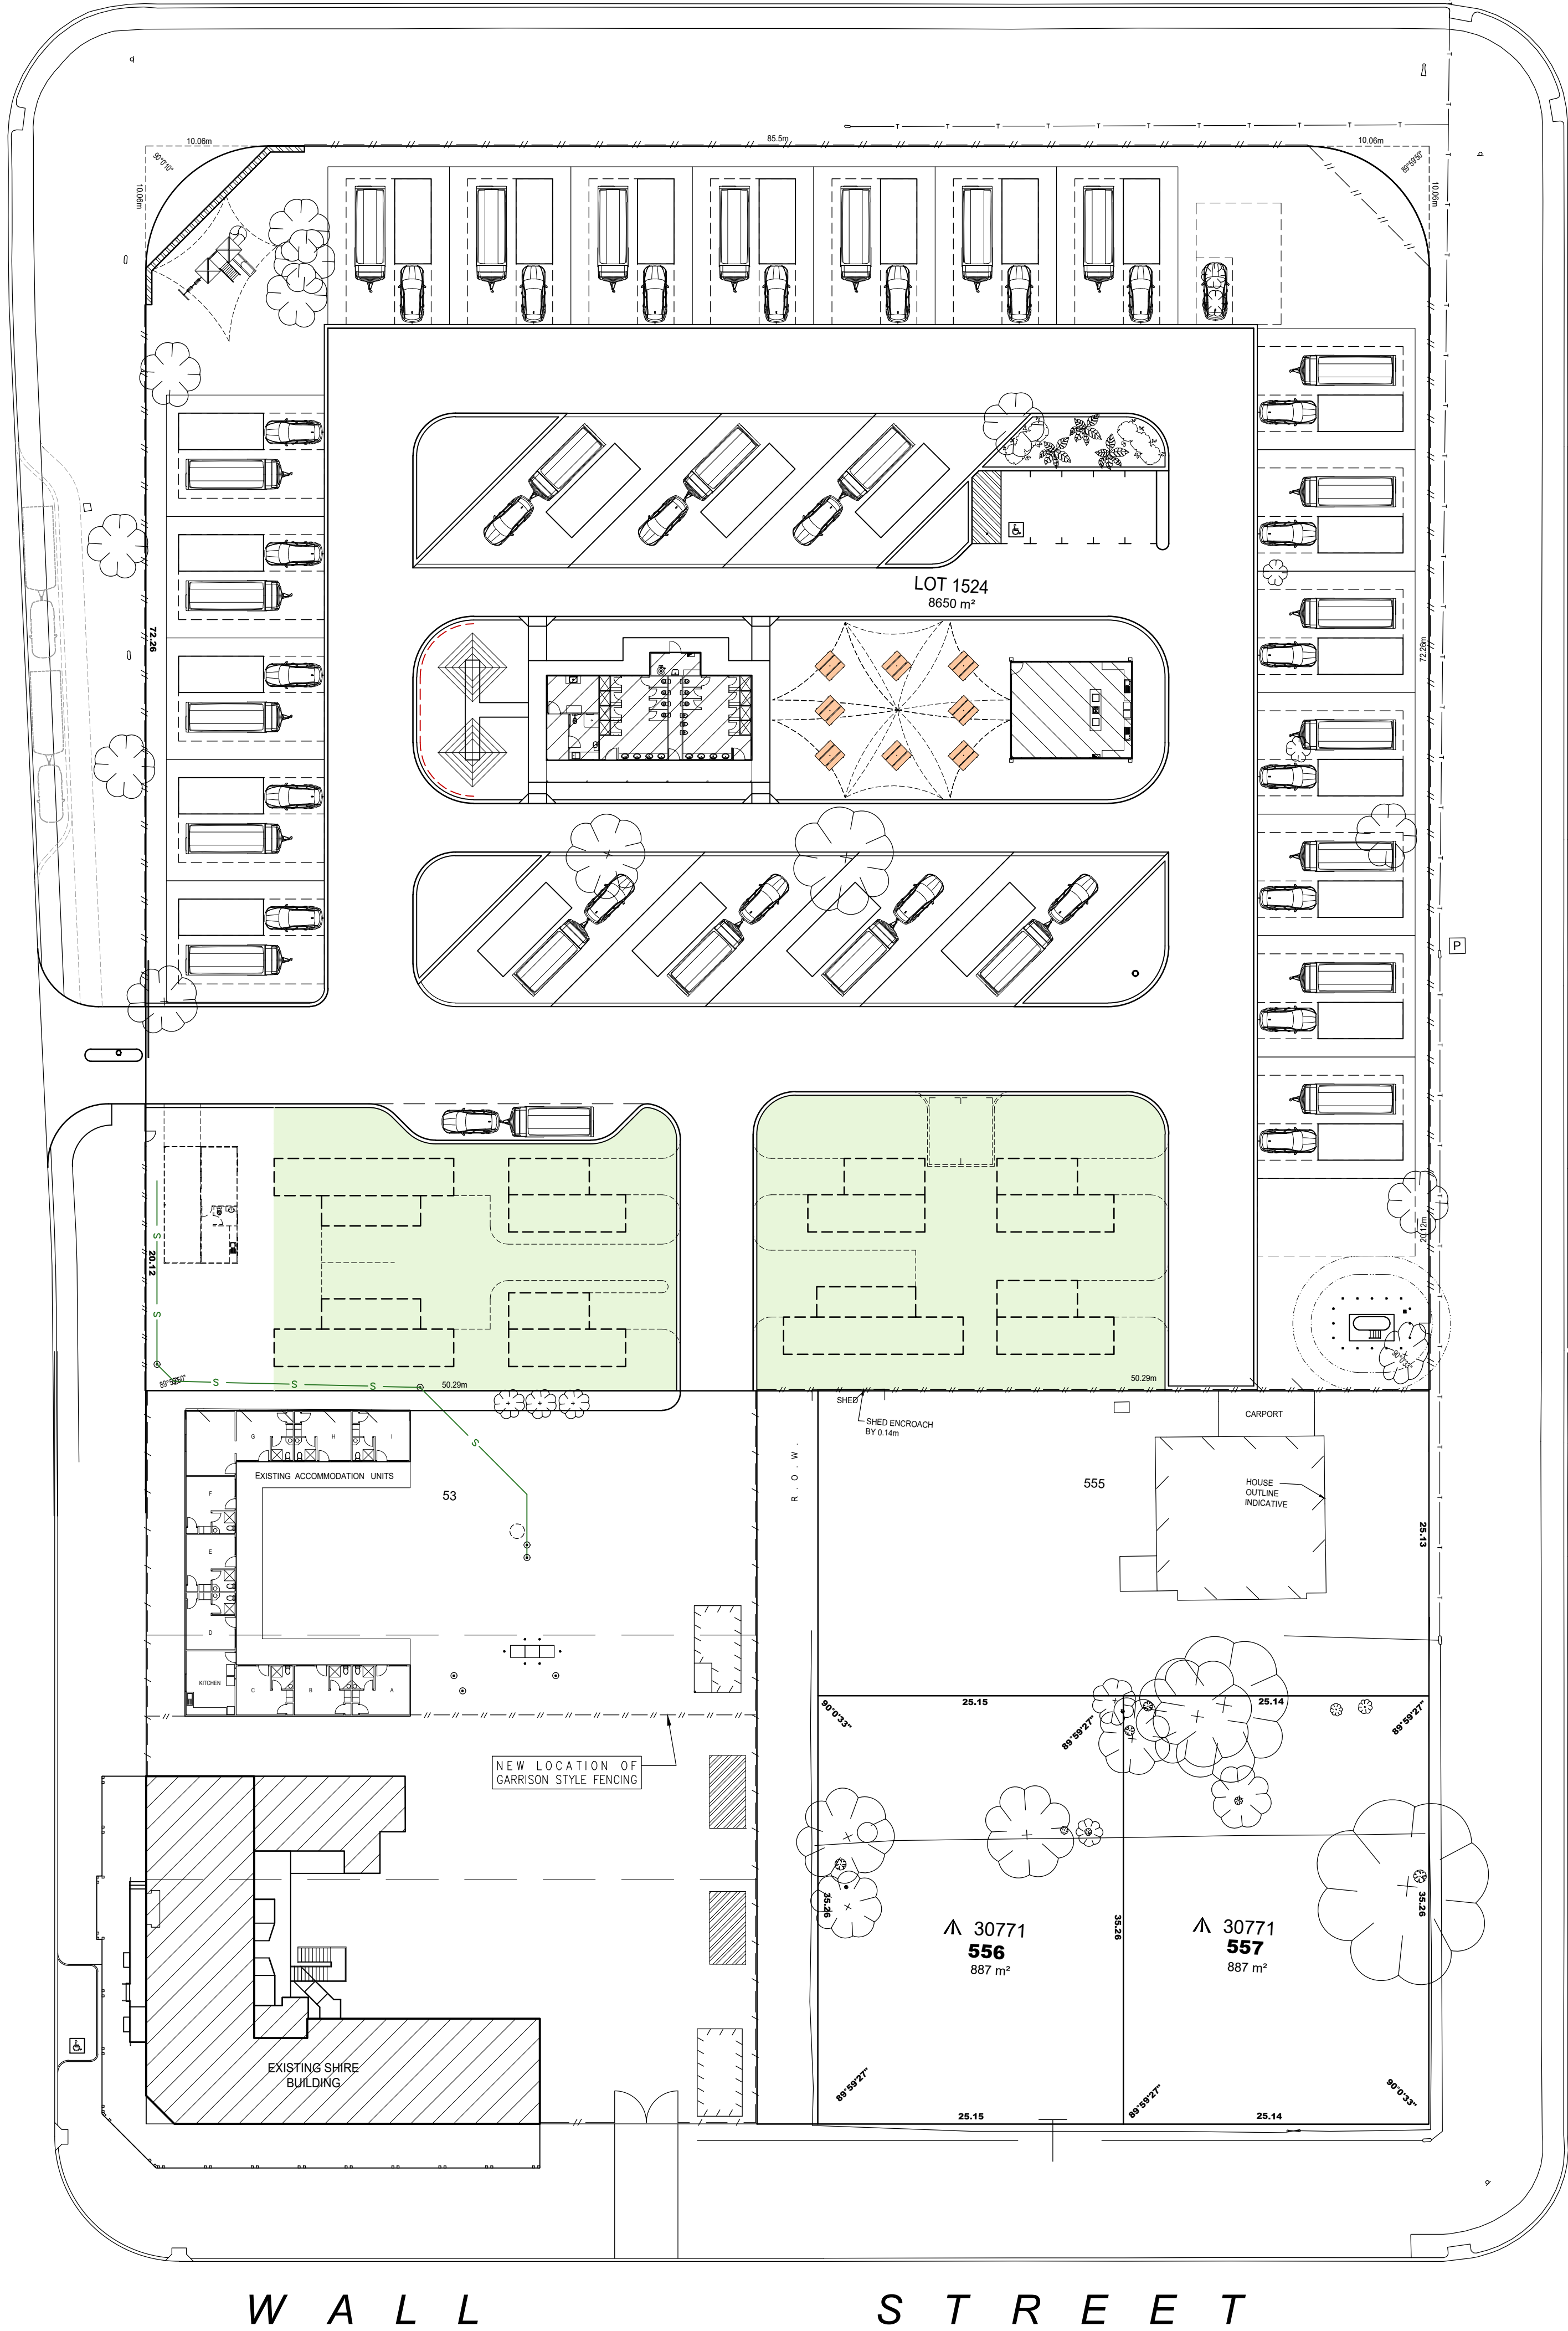 T T T T T T T T T T T
10.06m
85.5m
10.06m
90°0'10"
89°59'50"
10.06m
10.06m
LOT 1524
8650 m²
72.26
72.26m
P
20.12m
S
20.12
S
S S S
50.29m
50.29m
S
SHED
SHED ENCROACH
BY 0.14m
CARPORT
G H I
EXISTING ACCOMMODATION UNITS
R.O.W.
555
HOUSE
OUTLINE
INDICATIVE
53
F
E
D
25.13
KITCHEN
C B A
25.15
25.14
90°0'33"
89°59'27"
89°59'27"
NEW LOCATION OF
GARRISON STYLE FENCING
35.26
35.26
35.26
30771
556
887 m²
30771
557
887 m²
EXISTING SHIRE
BUILDING
89°59'27"
89°59'27"
90°0'33"
25.15
25.14
WALL STREET